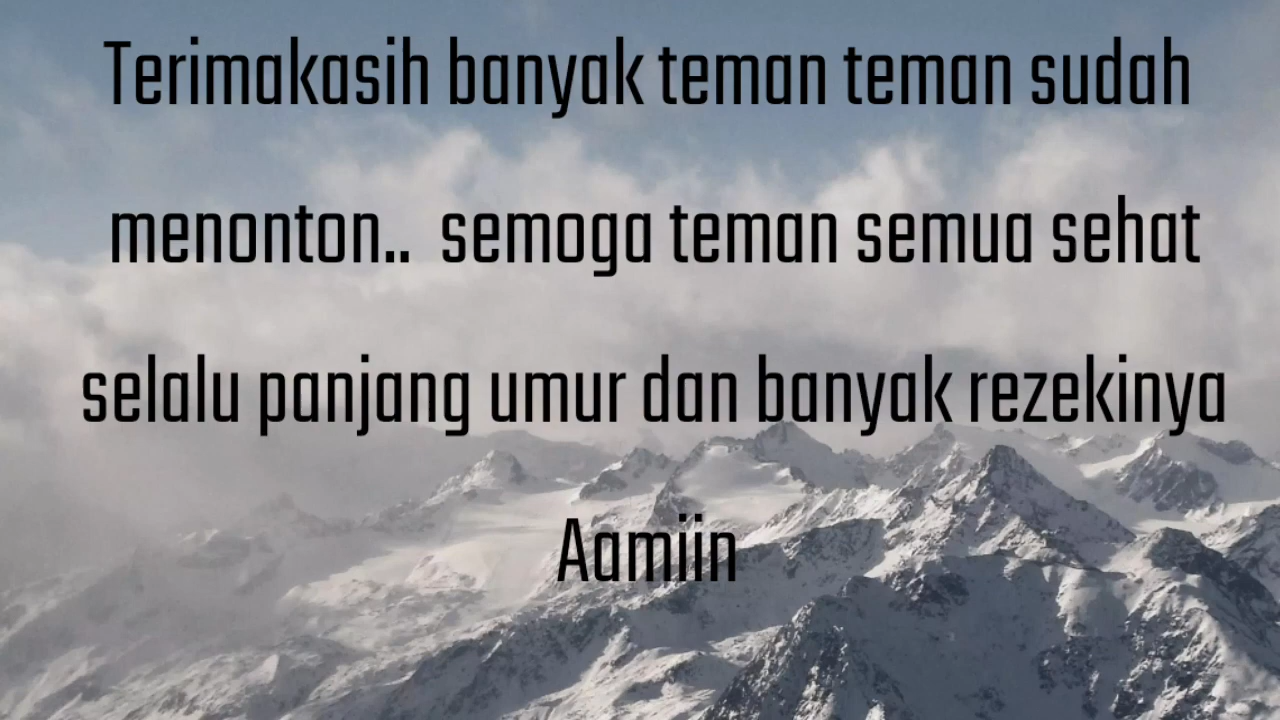 Terimakasih banyak teman teman sudah
menonton.. semoga teman semua sehat
selalu panjang umur dan banyak rezekinya
Aamiin